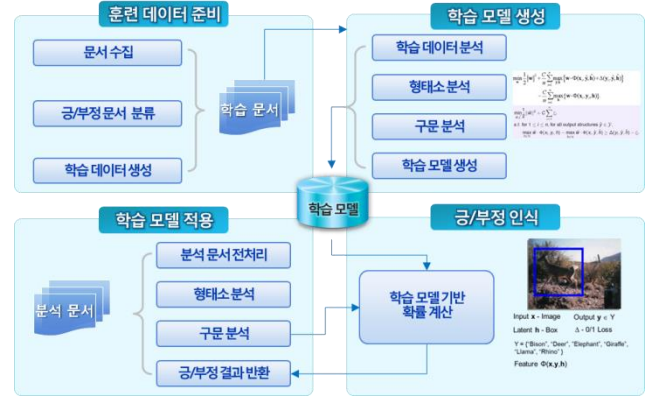 훈련 데이터 준비
문서 수집
긍/부정 문서 분류
학습 데이터 생성
학습 문서
학습 모델 생성
학습 데이터 분석
형태소 분석
구문 분석
학습 모델 생성
학습 모델
학습 모델 적용
분석 문서
분석 문서 전처리
형태소 분석
구문 분석
긍/부정 결과 반환
긍/부정 인식
학습 모델 기반
확률 계산
Input x - Image Output y ∈ Y
Latent h - Box Δ - 0/1 Loss
Y = {"Bison", "Deer", "Elephant", "Giraffe",
"Llama", "Rhino" }
Feature Φ(x,y,h)